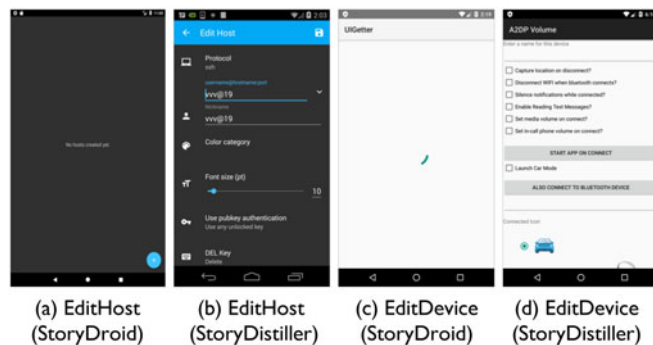 No hosts created yet
2:03
Edit Host
Protocol
ssh
username@hostname:port
vvv@19
Nickname
vvv@19
Color category
Font size (pt)
10
Use pubkey authentication
Use any unlocked key
DEL Key
Delete
UIGetter
A2DP Volume
Enter a name for this device
Capture location on disconnect?
Disconnect WIFI when bluetooth connects?
Silence notifications while connected?
Enable Reading Text Messages?
Set media volume on connect?
Set in-call phone volume on connect?
START APP ON CONNECT
Launch Car Mode
ALSO CONNECT TO BLUETOOTH DEVICE
Connected Icon
(a) EditHost
(StoryDroid)
(b) EditHost
(StoryDistiller)
(c) EditDevice
(StoryDroid)
(d) EditDevice
(StoryDistiller)